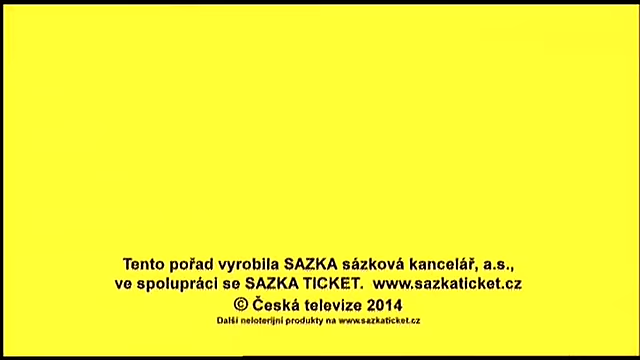 Tento pořad vyrobila SAZKA sázková kancelář, a.s.,
ve spolupráci se SAZKA TICKET. www.sazkaticket.cz
© Česká televize 2014
Další neloterijní produkty na www.sazkaticket.cz